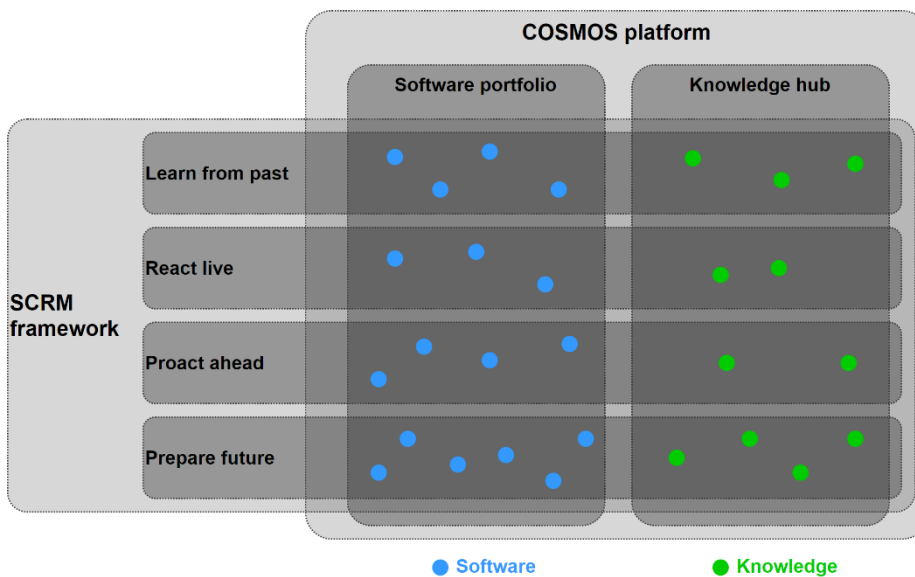 COSMOS platform
Software portfolio
Knowledge hub
SCRM
framework
Learn from past
React live
Proact ahead
Prepare future
Software
Knowledge